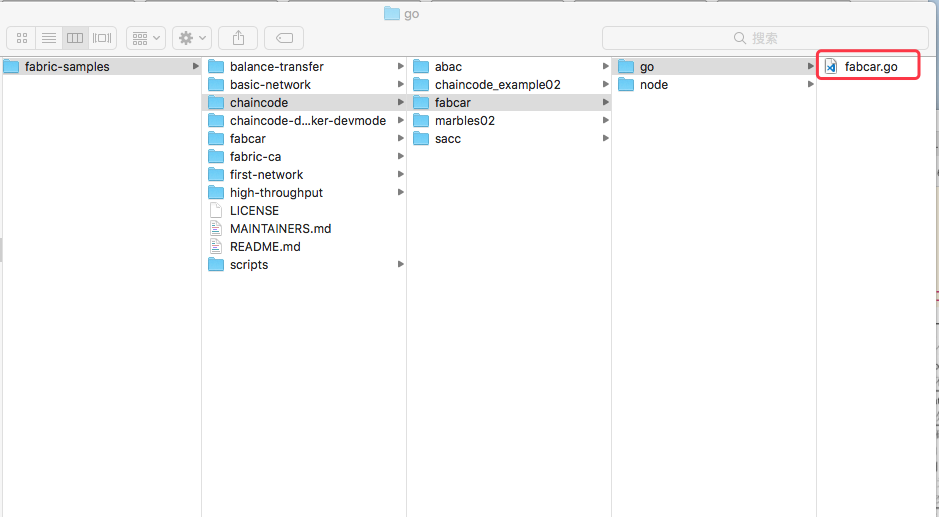 go
搜索
fabric-samples
balance-transfer
basic-network
chaincode
chaincode-d...ker-devmode
fabcar
fabric-ca
first-network
high-throughput
LICENSE
MAINTAINERS.md
README.md
scripts
abac
chaincode_example02
fabcar
marbles02
sacc
go
node
fabcar.go